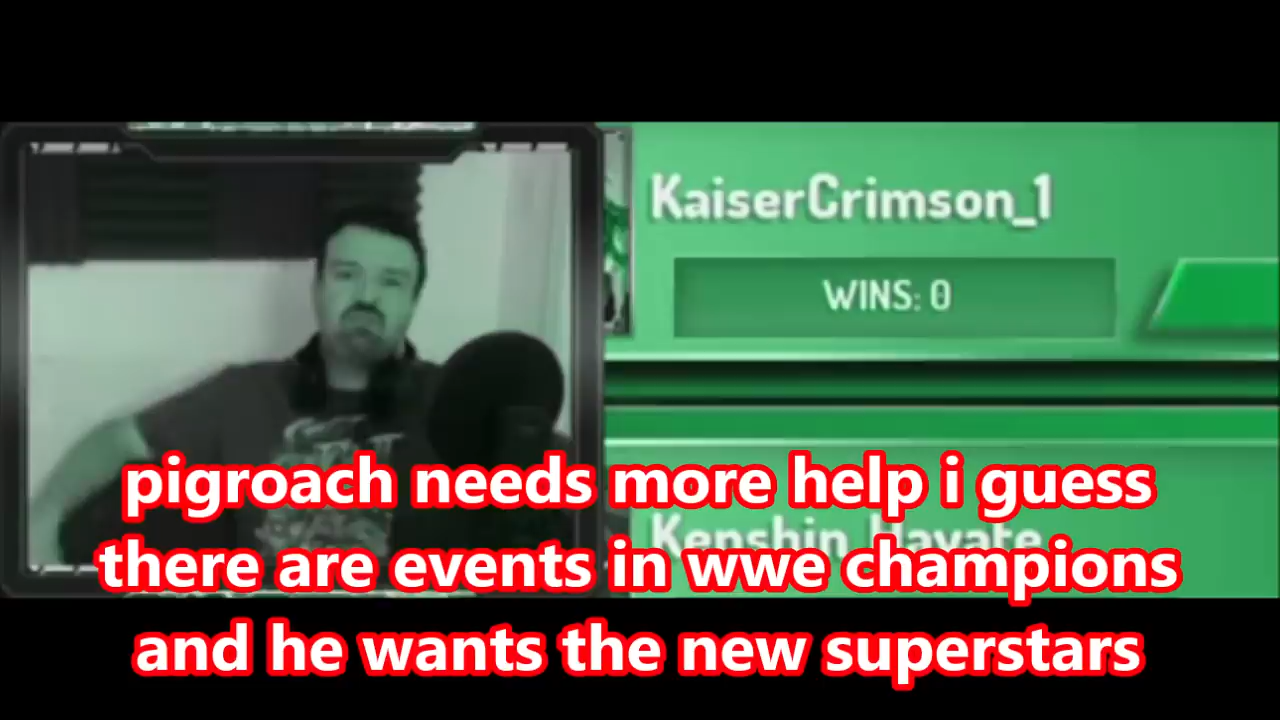 KaiserCrimson_1
WINS: 0
Kenshin_Hayate
pigroach needs more help i guess
there are events in wwe champions
and he wants the new superstars